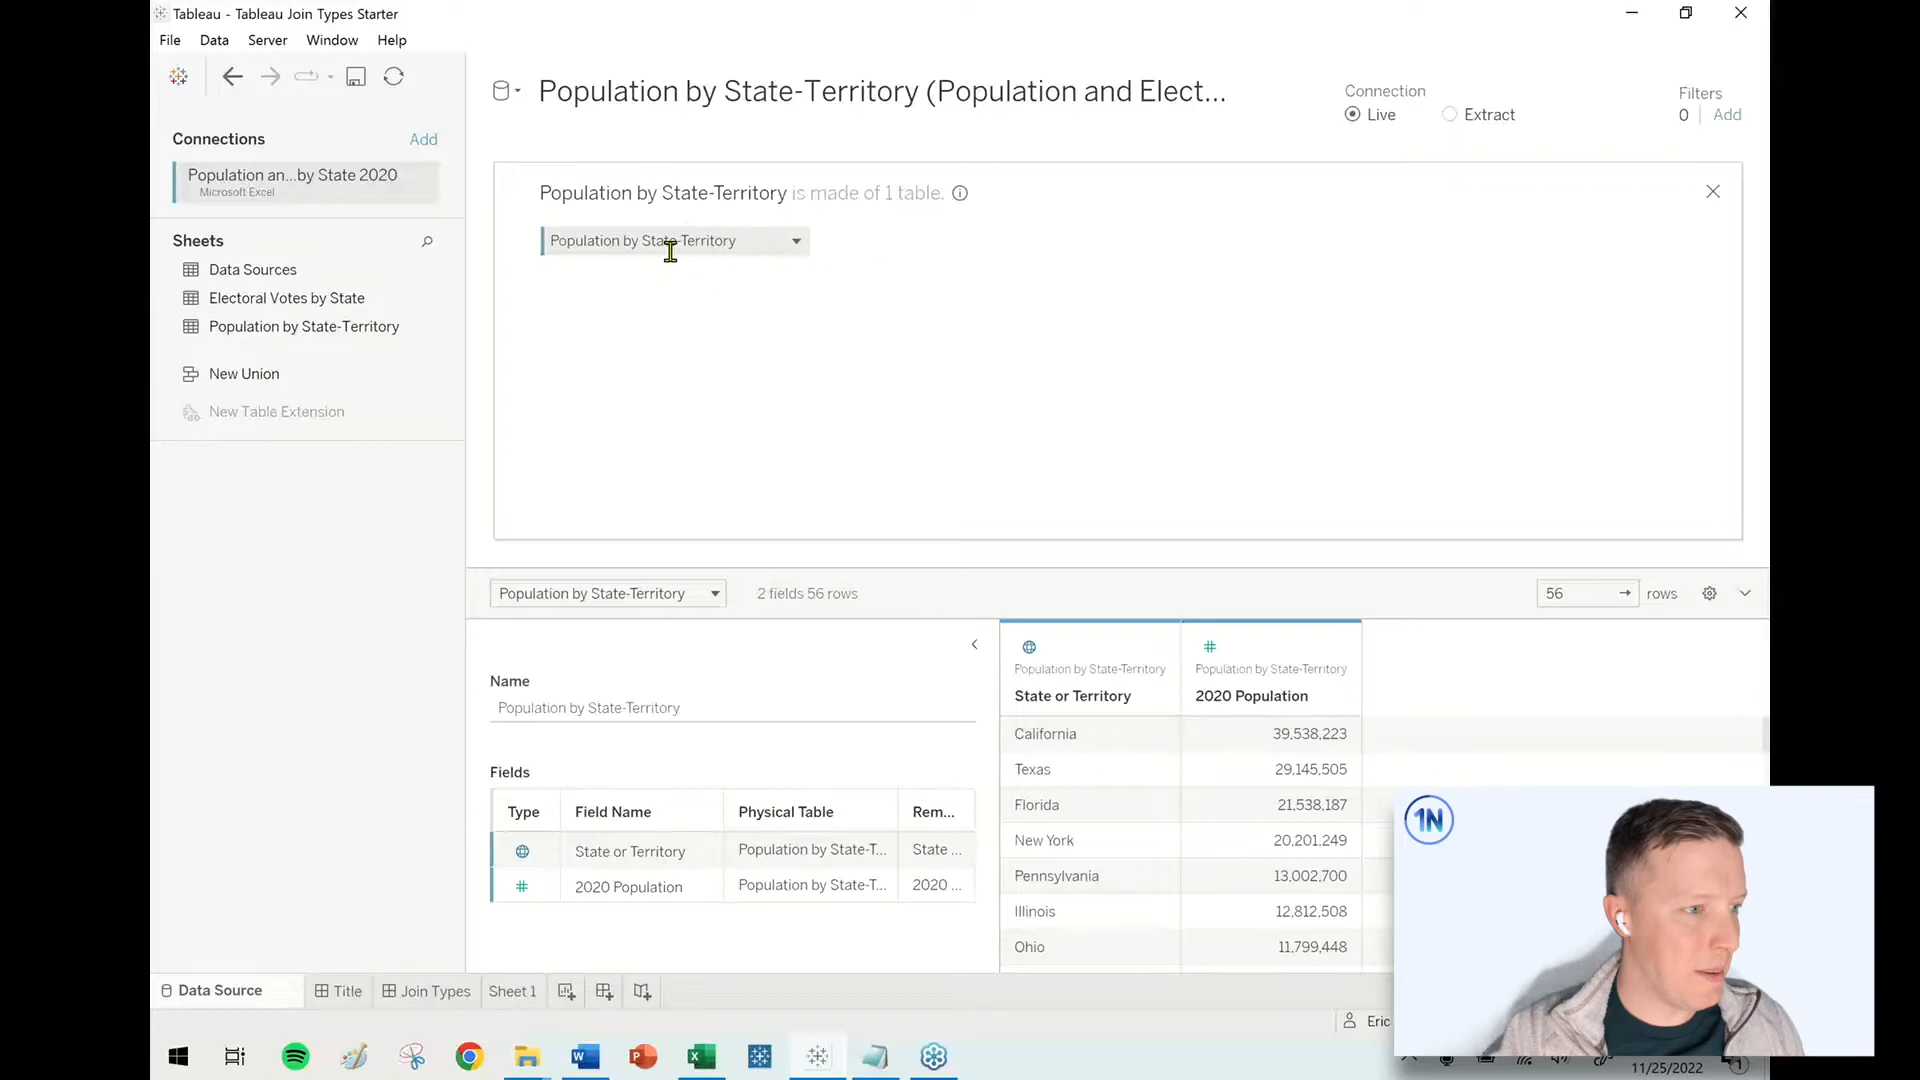 Tableau - Tableau Join Types Starter
File Data Server Window Help
Population by State-Territory (Population and Elect...
Connection
Live Extract
Filters
0 Add
Connections Add
Population an...by State 2020
Microsoft Excel
Population by State-Territory is made of 1 table.
Population by State-Territory
Sheets
Data Sources
Electoral Votes by State
Population by State-Territory
New Union
New Table Extension
Population by State-Territory 2 fields 56 rows
56 rows
Name
Population by State-Territory
Fields
Type Field Name Physical Table Rem...
State or Territory Population by State-T... State ...
2020 Population Population by State-T... 2020 ...
Population by State-Territory Population by State-Territory
State or Territory 2020 Population
California 39,538,223
Texas 29,145,505
Florida 21,538,187
New York 20,201,249
Pennsylvania 13,002,700
Illinois 12,812,508
Ohio 11,799,448
1N
Data Source Title Join Types Sheet 1
Eric
W P X
11/25/2022
1